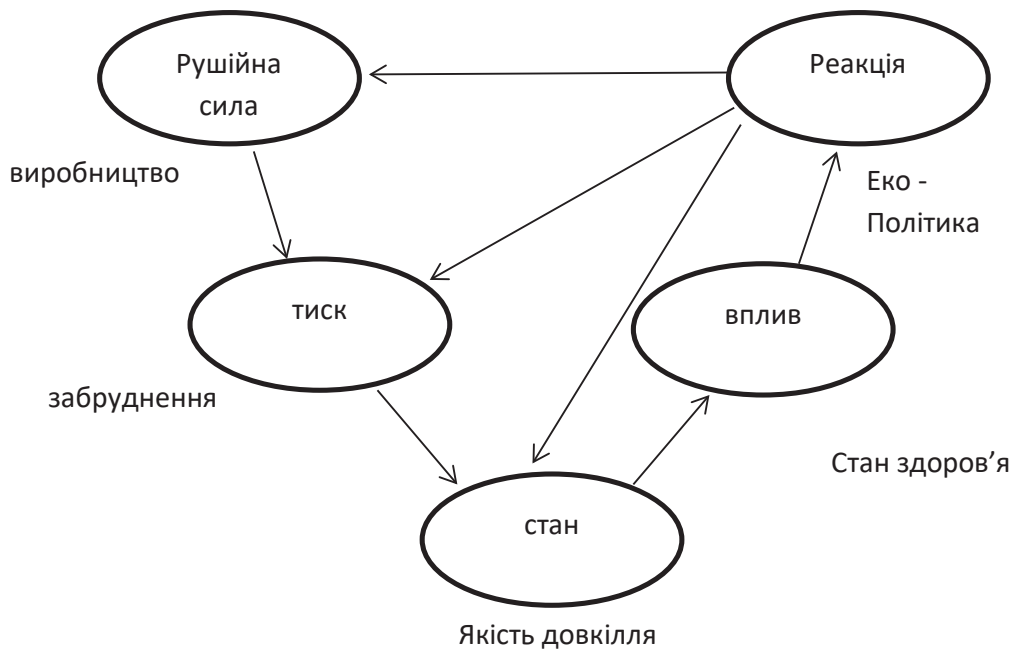 Рушійна
сила
Реакція
виробництво
Еко -
Політика
тиск
вплив
забруднення
Стан здоров’я
стан
Якість довкілля